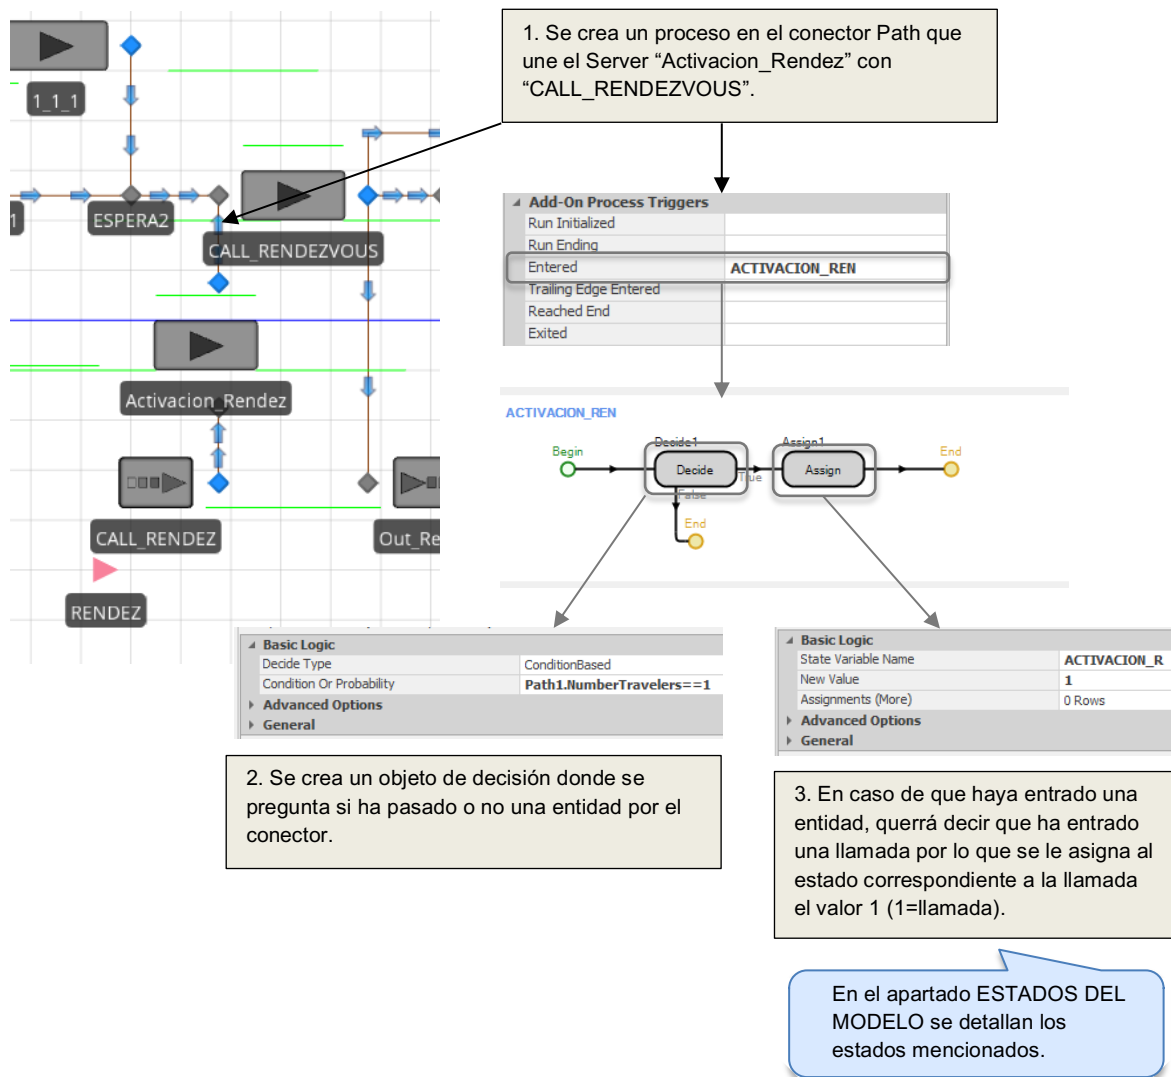 1. Se crea un proceso en el conector Path que
une el Server “Activacion_Rendez” con
“CALL_RENDEZVOUS”.
1_1_1
1
ESPERA2
CALL_RENDEZVOUS
Activacion_Rendez
CALL_RENDEZ
Out_Re
RENDEZ
Add-On Process Triggers
Run Initialized
Run Ending
Entered ACTIVACION_REN
Trailing Edge Entered
Reached End
Exited
ACTIVACION_REN
Begin
Decide1
Decide
True
False
End
Assign1
Assign
End
Basic Logic
Decide Type ConditionBased
Condition Or Probability Path1.NumberTravelers==1
Advanced Options
General
Basic Logic
State Variable Name ACTIVACION_R
New Value 1
Assignments (More) 0 Rows
Advanced Options
General
2. Se crea un objeto de decisión donde se
pregunta si ha pasado o no una entidad por el
conector.
3. En caso de que haya entrado una
entidad, querrá decir que ha entrado
una llamada por lo que se le asigna al
estado correspondiente a la llamada
el valor 1 (1=llamada).
En el apartado ESTADOS DEL
MODELO se detallan los
estados mencionados.